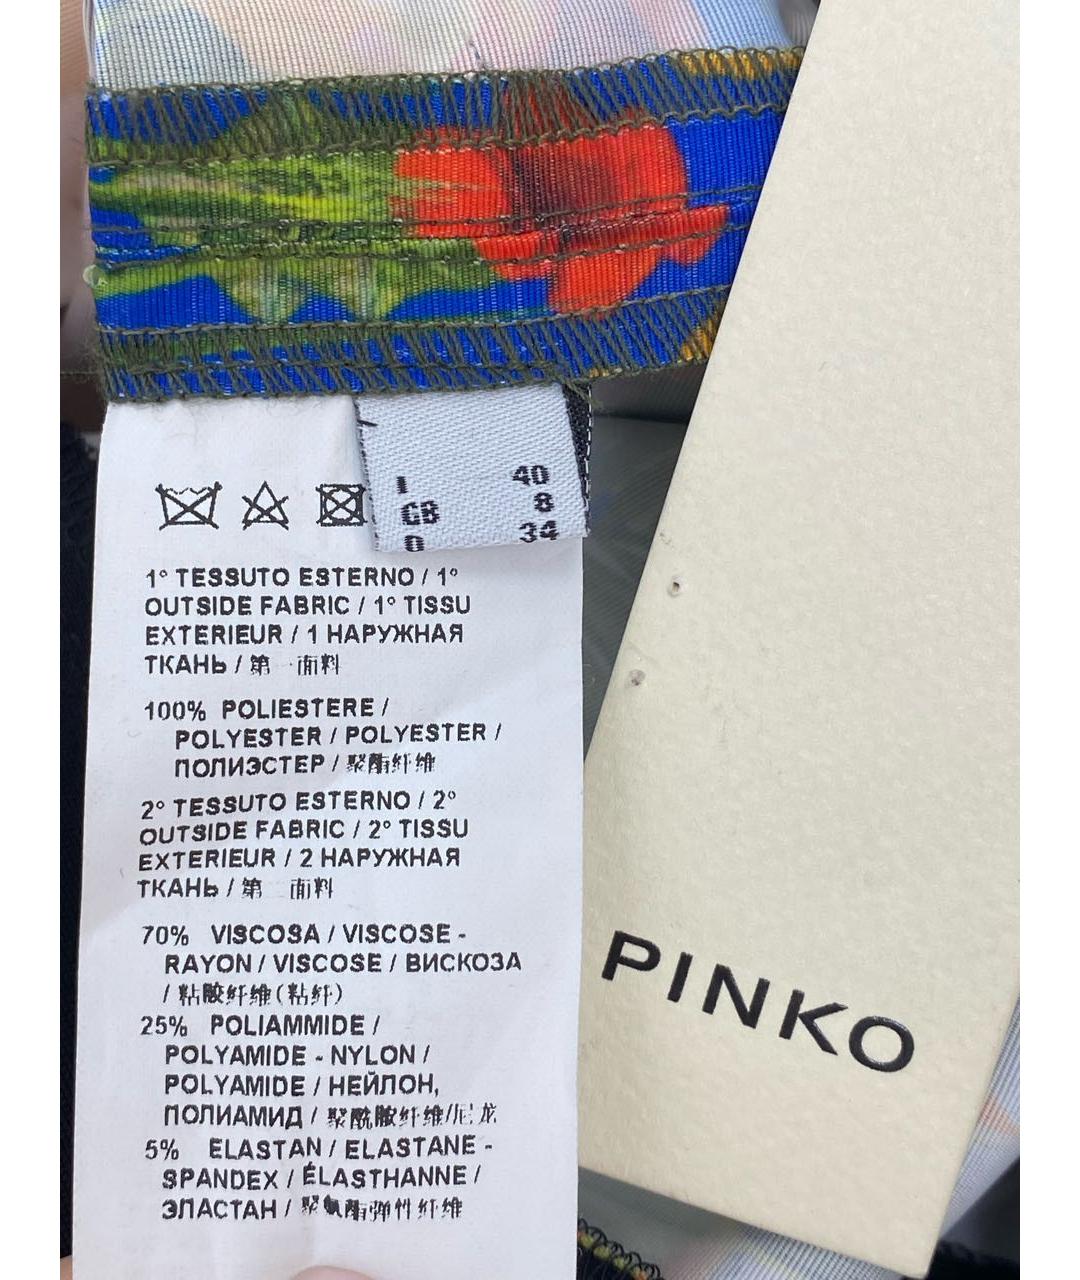 I 40
GB 8
D 34
1° TESSUTO ESTERNO / 1°
OUTSIDE FABRIC / 1° TISSU
EXTERIEUR / 1 НАРУЖНАЯ
ТКАНЬ / 第一面料
100% POLIESTERE /
POLYESTER / POLYESTER /
ПОЛИЭСТЕР / 聚酯纤维
2° TESSUTO ESTERNO / 2°
OUTSIDE FABRIC / 2° TISSU
EXTERIEUR / 2 НАРУЖНАЯ
ТКАНЬ / 第二面料
70% VISCOSA / VISCOSE -
RAYON / VISCOSE / ВИСКОЗА
/ 粘胶纤维(粘纤)
25% POLIAMMIDE /
POLYAMIDE - NYLON /
POLYAMIDE / НЕЙЛОН,
ПОЛИАМИД / 聚酰胺纤维/尼龙
5% ELASTAN / ELASTANE -
SPANDEX / ÉLASTHANNE /
ЭЛАСТАН / 聚氨酯弹性纤维
PINKO